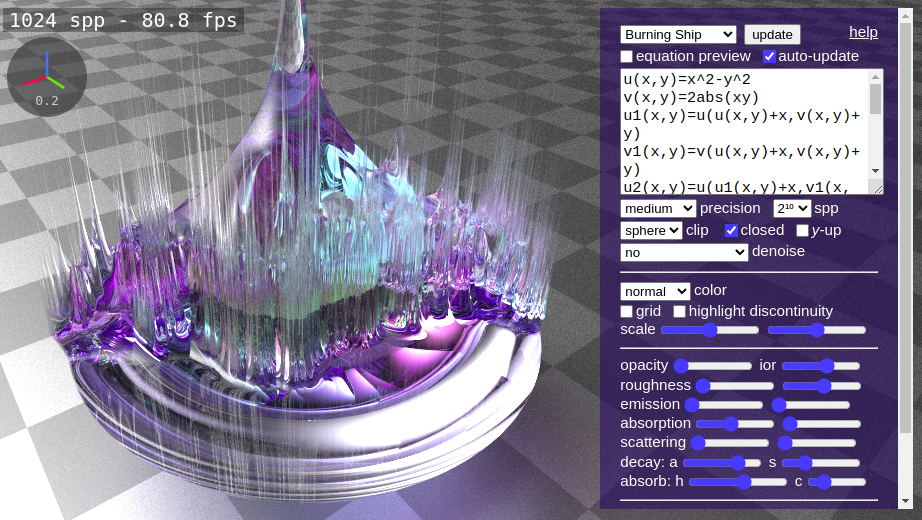 1024 spp - 80.8 fps
0.2
Burning Ship update help
equation preview auto-update
u(x,y)=x^2-y^2
v(x,y)=2abs(xy)
u1(x,y)=u(u(x,y)+x,v(x,y)+
y)
v1(x,y)=v(u(x,y)+x,v(x,y)+
y)
u2(x,y)=u(u1(x,y)+x,v1(x,
medium precision 2¹⁰ spp
sphere clip closed y-up
no denoise
normal color
grid highlight discontinuity
scale
opacity ior
roughness
emission
absorption
scattering
decay: a s
absorb: h c